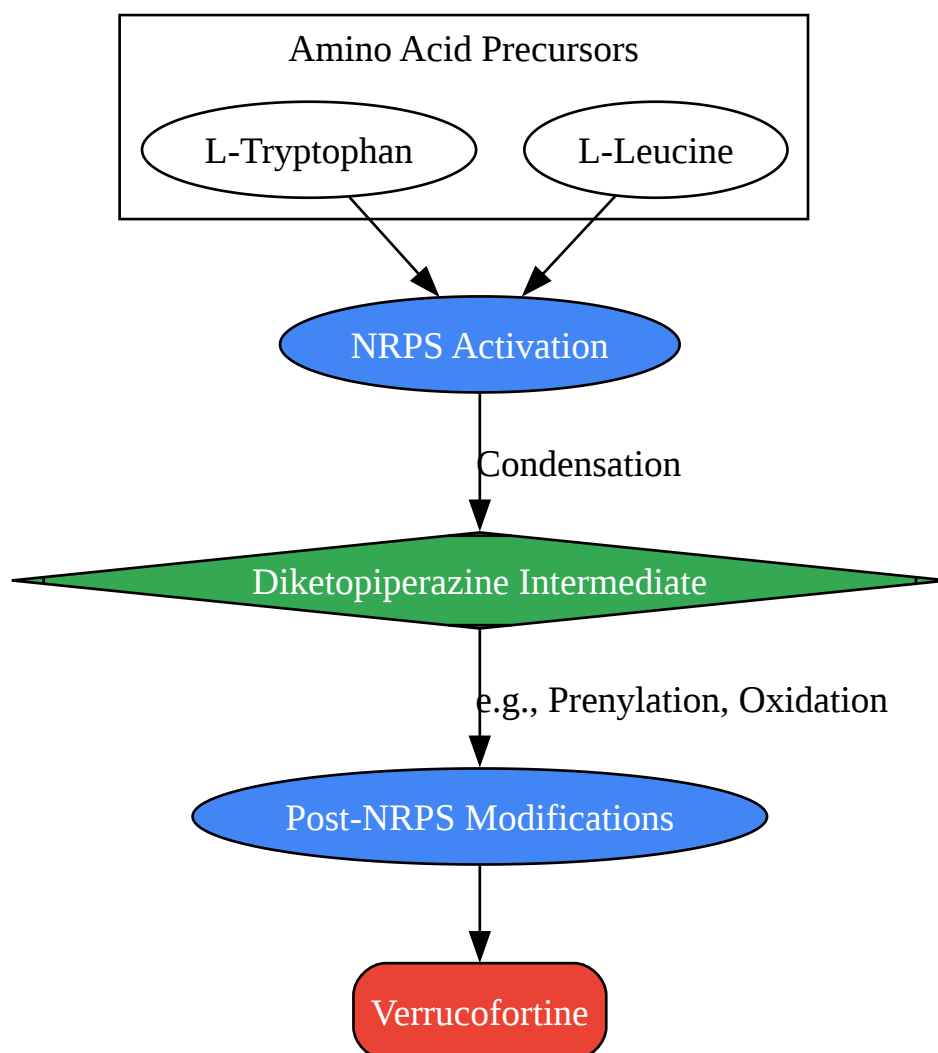 Amino Acid Precursors
L-Tryptophan
L-Leucine
NRPS Activation
Condensation
Diketopiperazine Intermediate
e.g., Prenylation, Oxidation
Post-NRPS Modifications
Verrucofortine